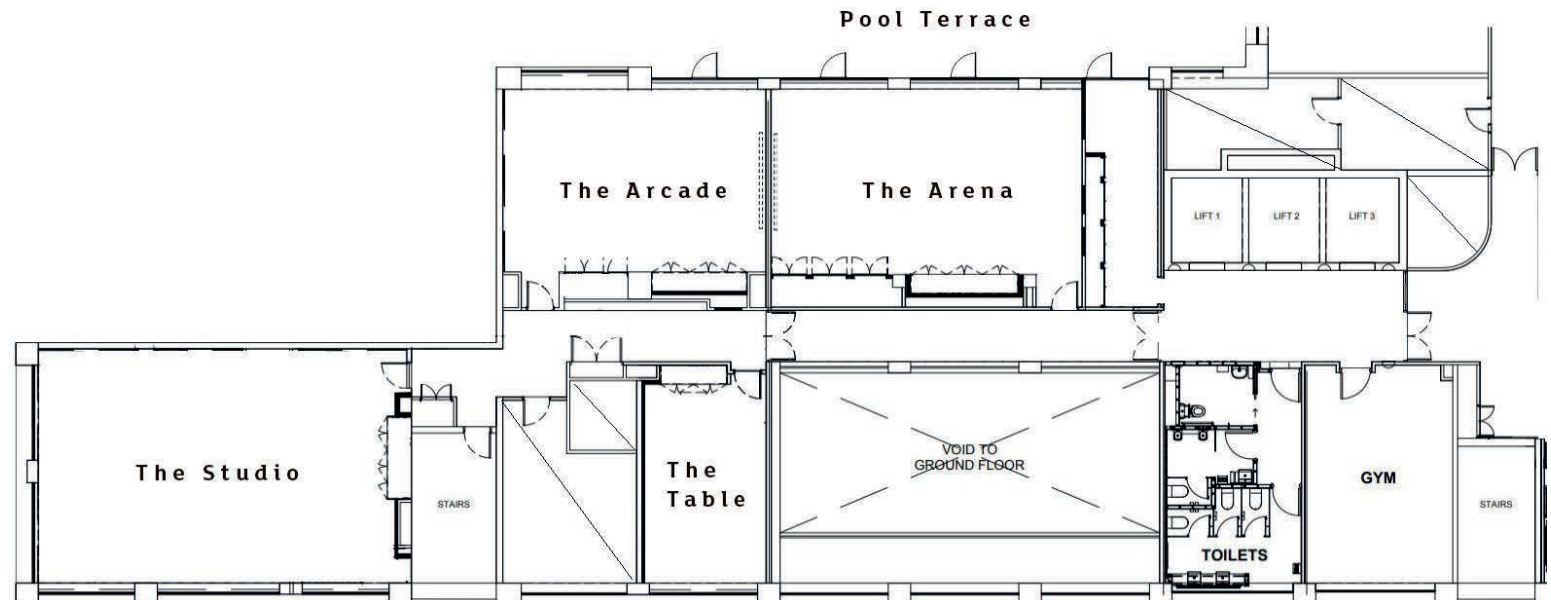 Pool Terrace
The Arcade
The Arena
LIFT 1
LIFT 2
LIFT 3
The Studio
STAIRS
The
Table
VOID TO
GROUND FLOOR
TOILETS
GYM
STAIRS